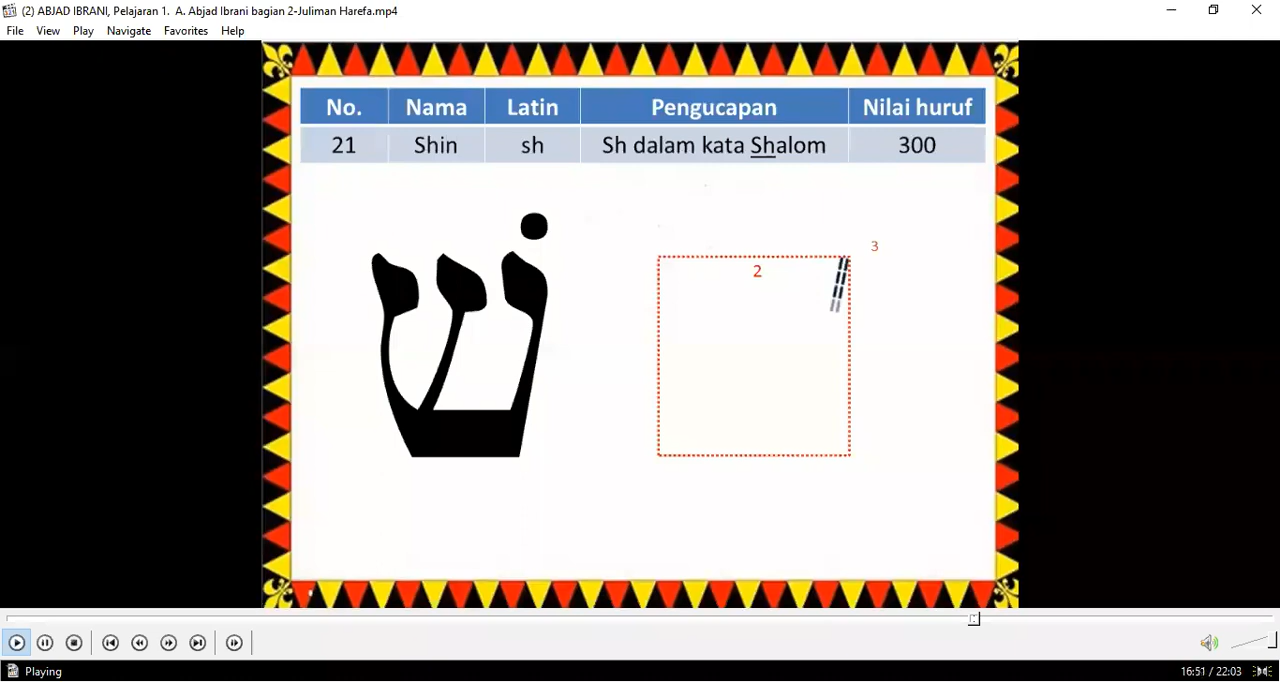 (2) ABJAD IBRANI, Pelajaran 1.  A. Abjad Ibrani bagian 2-Juliman Harefa.mp4
File View Play Navigate Favorites Help
No. Nama Latin Pengucapan Nilai huruf
21 Shin sh Sh dalam kata Shalom 300
שׁ
2
3
Playing
16:51 / 22:03